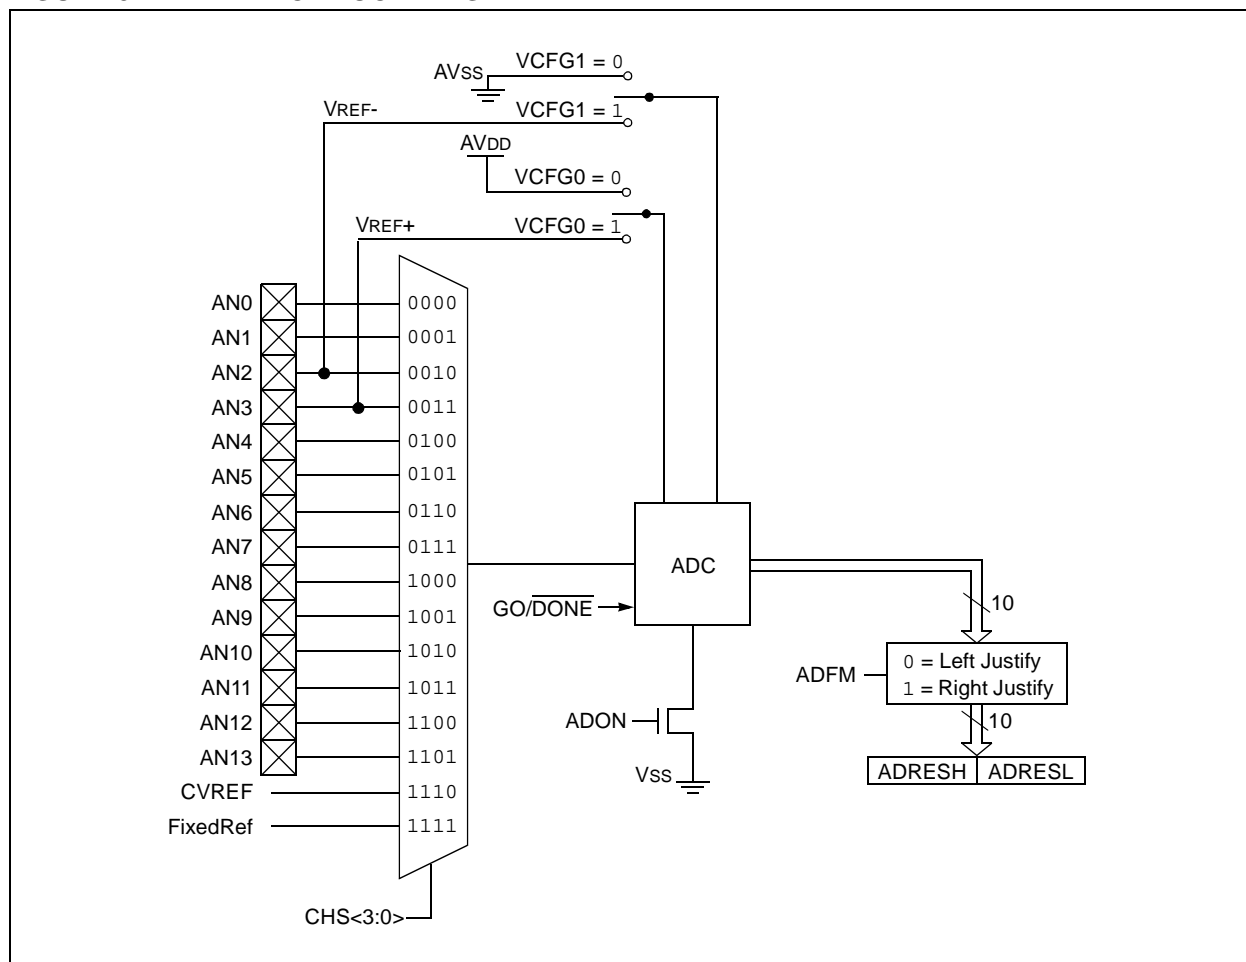 AVSS
VCFG1 = 0
VREF-
VCFG1 = 1
AVDD
VCFG0 = 0
VREF+
VCFG0 = 1
AN0
0000
AN1
0001
AN2
0010
AN3
0011
AN4
0100
AN5
0101
AN6
0110
AN7
0111
AN8
1000
AN9
1001
AN10
1010
AN11
1011
AN12
1100
AN13
1101
CVREF
1110
FixedRef
1111
CHS<3:0>
ADC
GO/DONE
10
ADFM
0 = Left Justify
1 = Right Justify
10
ADON
VSS
ADRESH
ADRESL